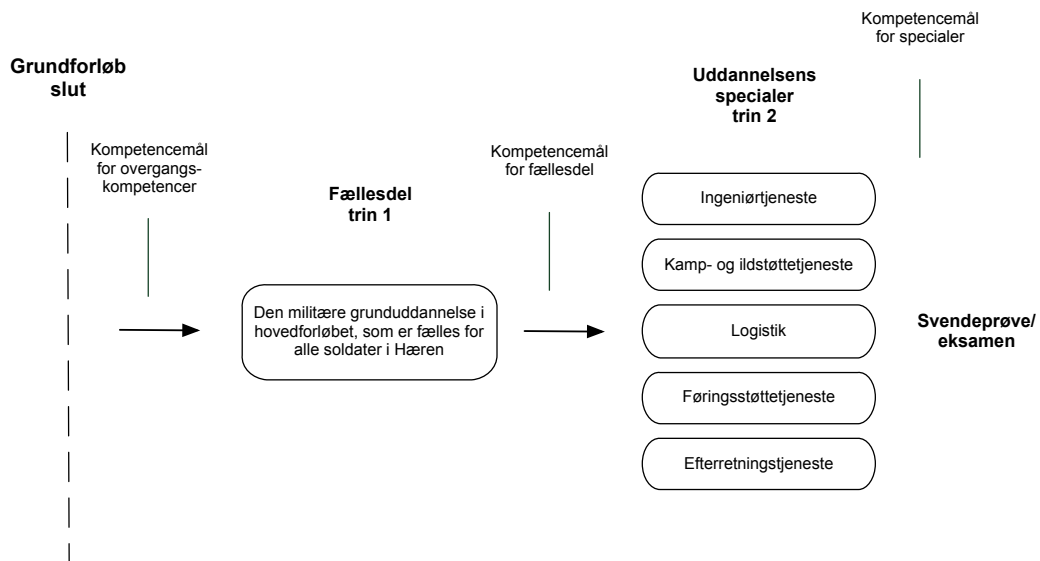 Grundforløb
slut
Kompetencemål
for overgangs-
kompetencer
Fællesdel
trin 1
Den militære grunduddannelse i
hovedforløbet, som er fælles for
alle soldater i Hæren
Kompetencemål
for fællesdel
Uddannelsens
specialer
trin 2
Ingeniørtjeneste
Kamp- og ildstøttetjeneste
Logistik
Føringsstøttetjeneste
Efterretningstjeneste
Kompetencemål
for specialer
Svendeprøve/
eksamen